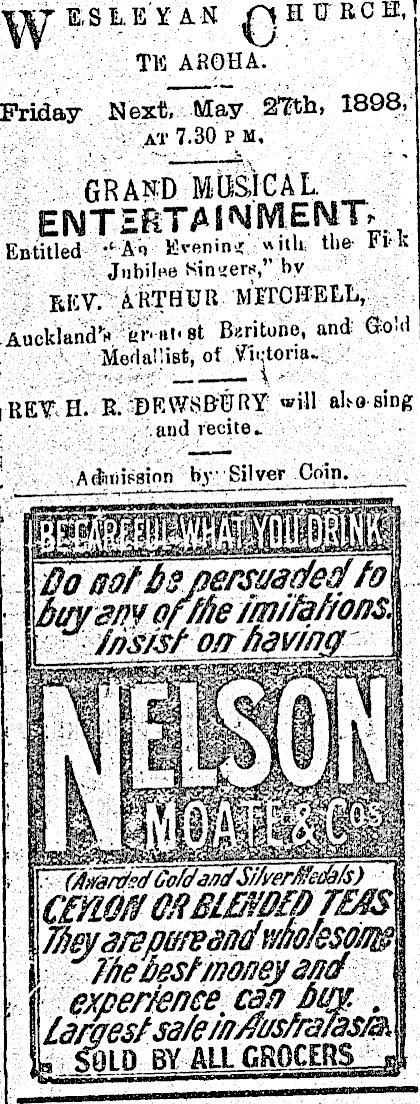 WESLEYAN CHURCH,
TE AROHA.
Friday Next, May 27th, 1898,
AT 7.30 P M,
GRAND MUSICAL
ENTERTAINMENT,
Entitled "An Evening with the Fisk
Jubilee Singers," by
REV. ARTHUR MITCHELL,
Auckland's greatest Baritone, and Gold
Medallist, of Victoria.
REV H. R. DEWSBURY will also sing
and recite.
Admission by Silver Coin.
BE CAREFUL WHAT YOU DRINK
Do not be persuaded to
buy any of the imitations.
Insist on having
NELSON
MOATE & Cos
(Awarded Gold and Silver Medals)
CEYLON OR BLENDED TEAS
They are pure and wholesome
The best money and
experience can buy.
Largest sale in Australasia.
SOLD BY ALL GROCERS